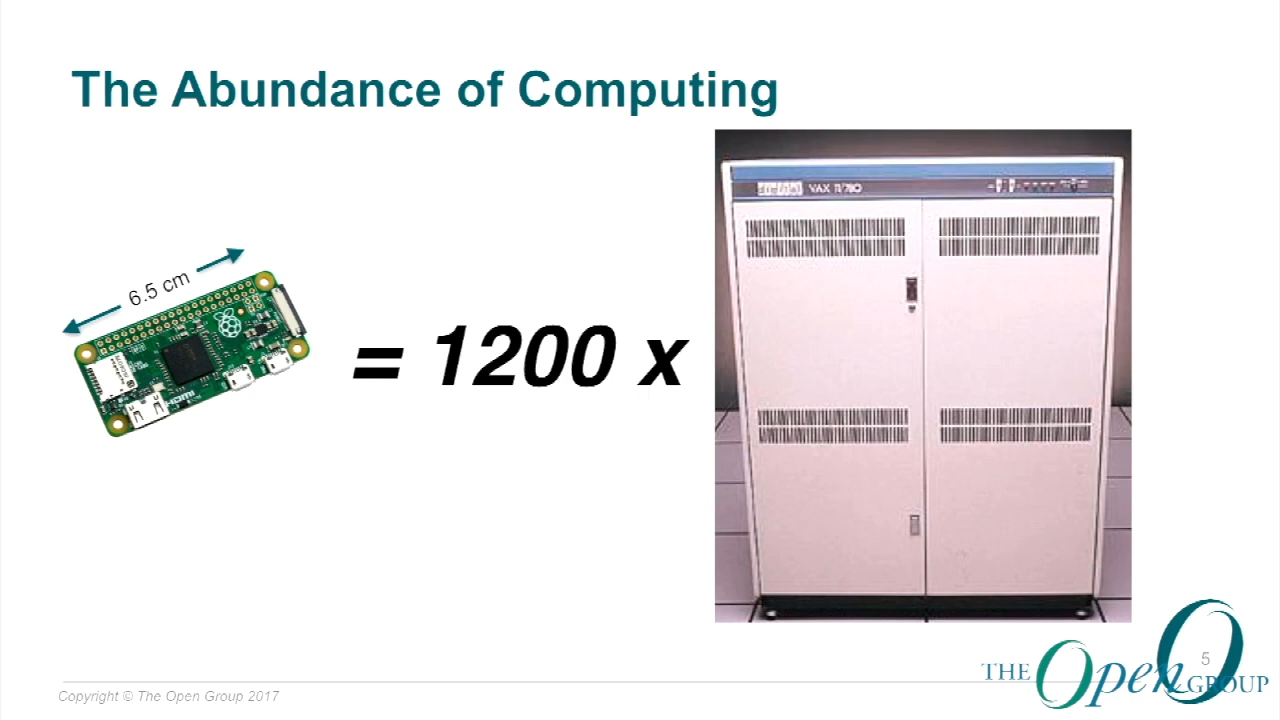 The Abundance of Computing
6.5 cm
= 1200 x
VAX 11/780
HDMI
5
THE Open GROUP
Copyright © The Open Group 2017